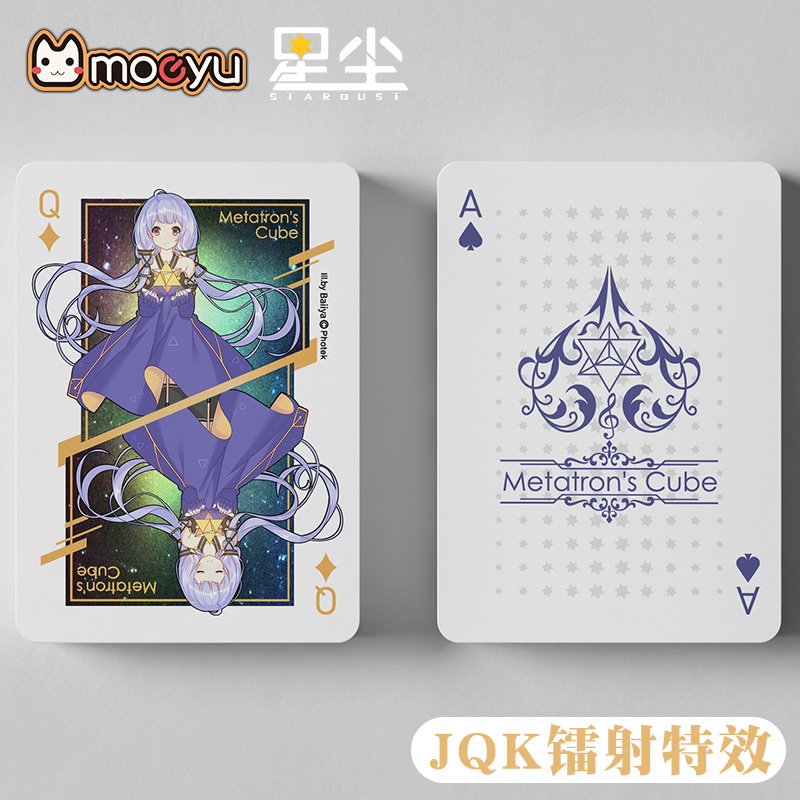 moeyu
星尘
STARDUST
Q
Metatron's
Cube
Ill.by Baiiya © Photek
Metatron's
Cube
Q
A
Metatron's Cube
A
JQK镭射特效